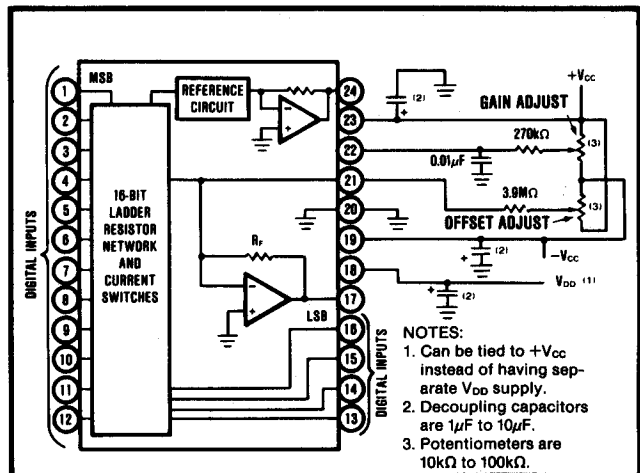 MSB
REFERENCE
CIRCUIT
16-BIT
LADDER
RESISTOR
NETWORK
AND
CURRENT
SWITCHES
DIGITAL INPUTS
1
2
3
4
5
6
7
8
9
10
11
12
−
+
RF
−
+
LSB
24
23
22
21
20
19
18
17
16
15
14
13
DIGITAL INPUTS
(2)
+
+VCC
GAIN ADJUST
270kΩ
(3)
0.01µF
3.9MΩ
(3)
OFFSET ADJUST
+
(2)
−VCC
+
(2)
VDD (1)
NOTES:
1. Can be tied to +VCC
instead of having sep-
arate VDD supply.
2. Decoupling capacitors
are 1µF to 10µF.
3. Potentiometers are
10kΩ to 100kΩ.